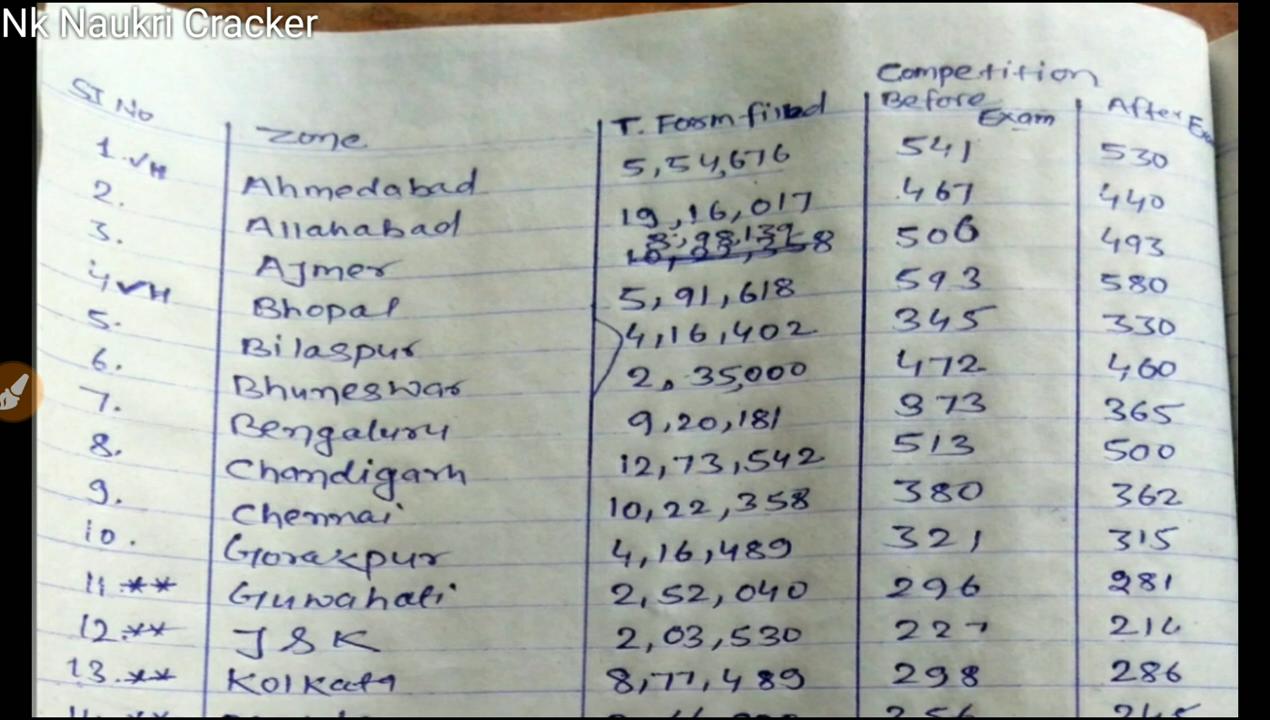 Nk Naukri Cracker
Competition
ST No Zone T. Foom filled Before Exam After
1. VH Ahmedabad 5,54,676 541 530
2. Allahabad 19,16,017 467 440
3. Ajmer 506 493
4 VH Bhopal 5,91,618 593 580
5. Bilaspur 4,16,402 345 330
6. Bhuneswar 2,35,000 472 460
7. Bengaluru 9,20,181 373 365
8. Chandigarh 12,73,542 513 500
9. Chennai 10,22,358 380 362
10. Gorakpur 4,16,489 321 315
11.** Guwahati 2,52,040 296 281
12.** J&K 2,03,530 227 214
13.** Kolkata 8,77,489 298 286